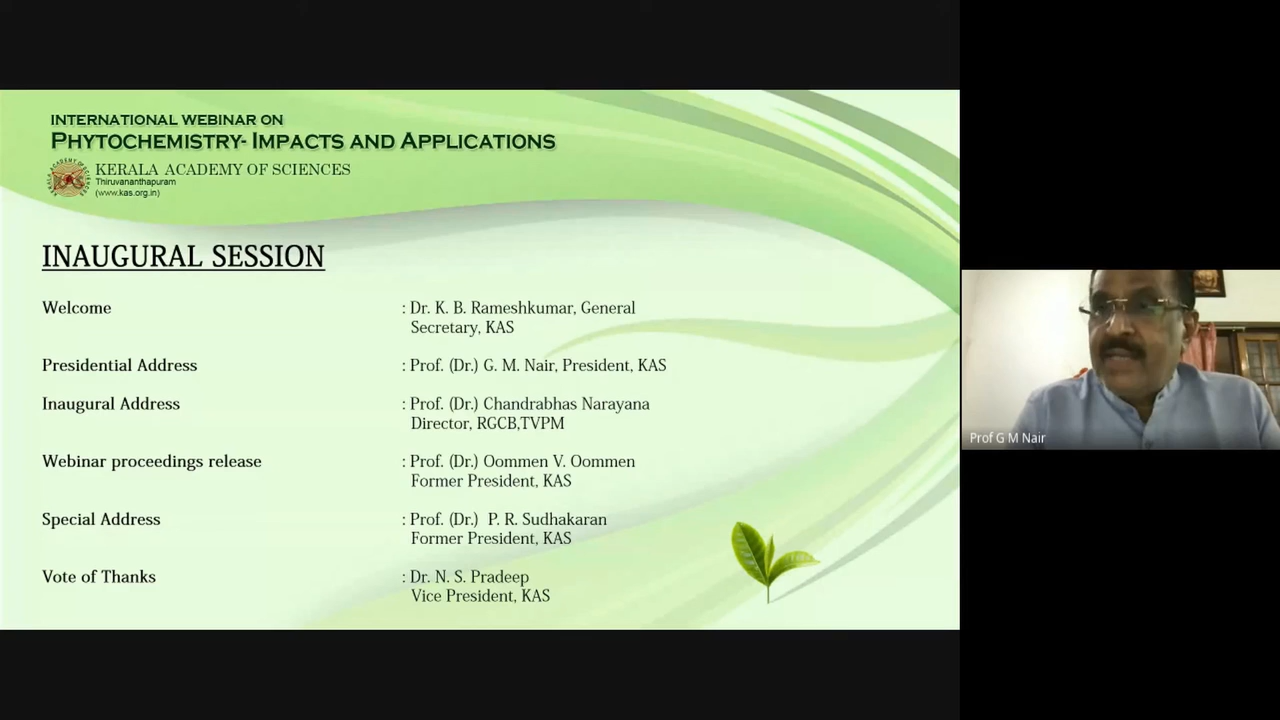 INTERNATIONAL WEBINAR ON
PHYTOCHEMISTRY- IMPACTS AND APPLICATIONS
KERALA ACADEMY OF SCIENCES
Thiruvananthapuram
(www.kas.org.in)
INAUGURAL SESSION
Welcome : Dr. K. B. Rameshkumar, General
Secretary, KAS
Presidential Address : Prof. (Dr.) G. M. Nair, President, KAS
Inaugural Address : Prof. (Dr.) Chandrabhas Narayana
Director, RGCB,TVPM
Webinar proceedings release : Prof. (Dr.) Oommen V. Oommen
Former President, KAS
Special Address : Prof. (Dr.) P. R. Sudhakaran
Former President, KAS
Vote of Thanks : Dr. N. S. Pradeep
Vice President, KAS
Prof G M Nair